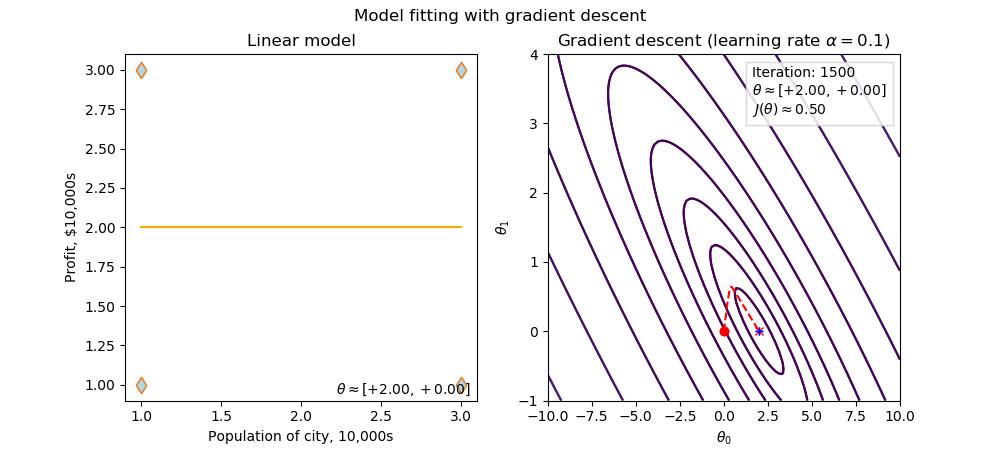 Model fitting with gradient descent
Linear model
3.00
2.75
2.50
2.25
2.00
1.75
1.50
1.25
1.00
Profit, $10,000s
θ ≈ [+2.00, +0.00]
1.0 1.5 2.0 2.5 3.0
Population of city, 10,000s
Gradient descent (learning rate α = 0.1)
4
3
2
1
0
−1
θ₁
Iteration: 1500
θ ≈ [+2.00, +0.00]
J(θ) ≈ 0.50
−10.0 −7.5 −5.0 −2.5 0.0 2.5 5.0 7.5 10.0
θ₀